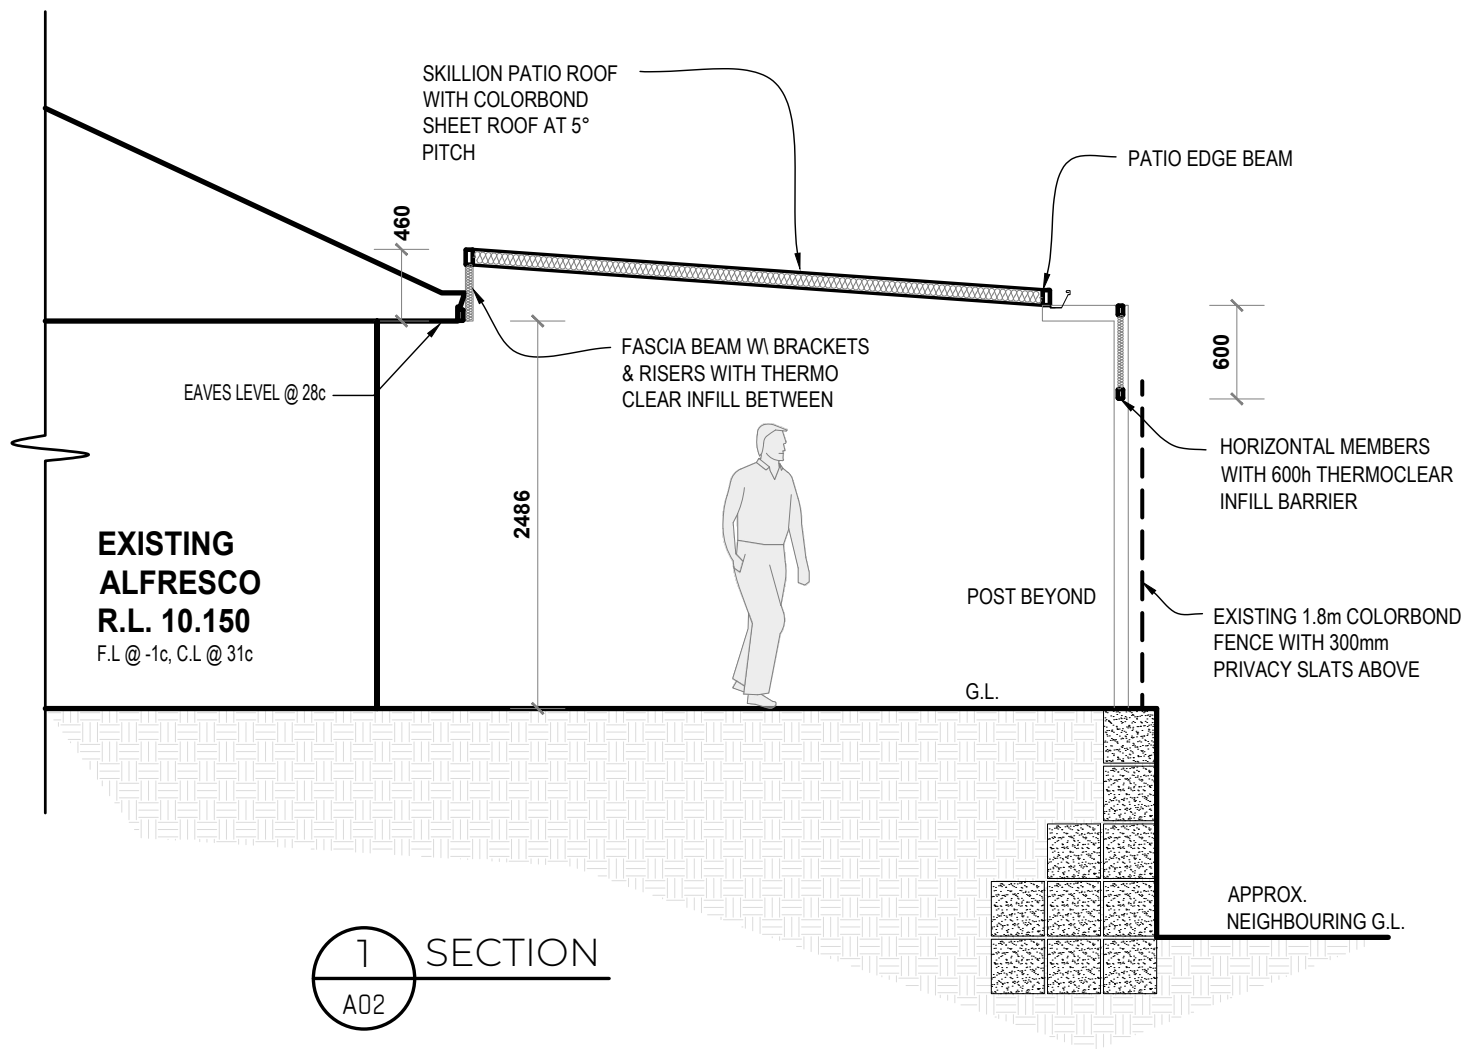 SKILLION PATIO ROOF
WITH COLORBOND
SHEET ROOF AT 5°
PITCH
PATIO EDGE BEAM
460
FASCIA BEAM W\ BRACKETS
& RISERS WITH THERMO
CLEAR INFILL BETWEEN
600
EAVES LEVEL @ 28c
HORIZONTAL MEMBERS
WITH 600h THERMOCLEAR
INFILL BARRIER
2486
EXISTING
ALFRESCO
R.L. 10.150
F.L @ -1c, C.L @ 31c
POST BEYOND
EXISTING 1.8m COLORBOND
FENCE WITH 300mm
PRIVACY SLATS ABOVE
G.L.
APPROX.
NEIGHBOURING G.L.
1 SECTION
A02